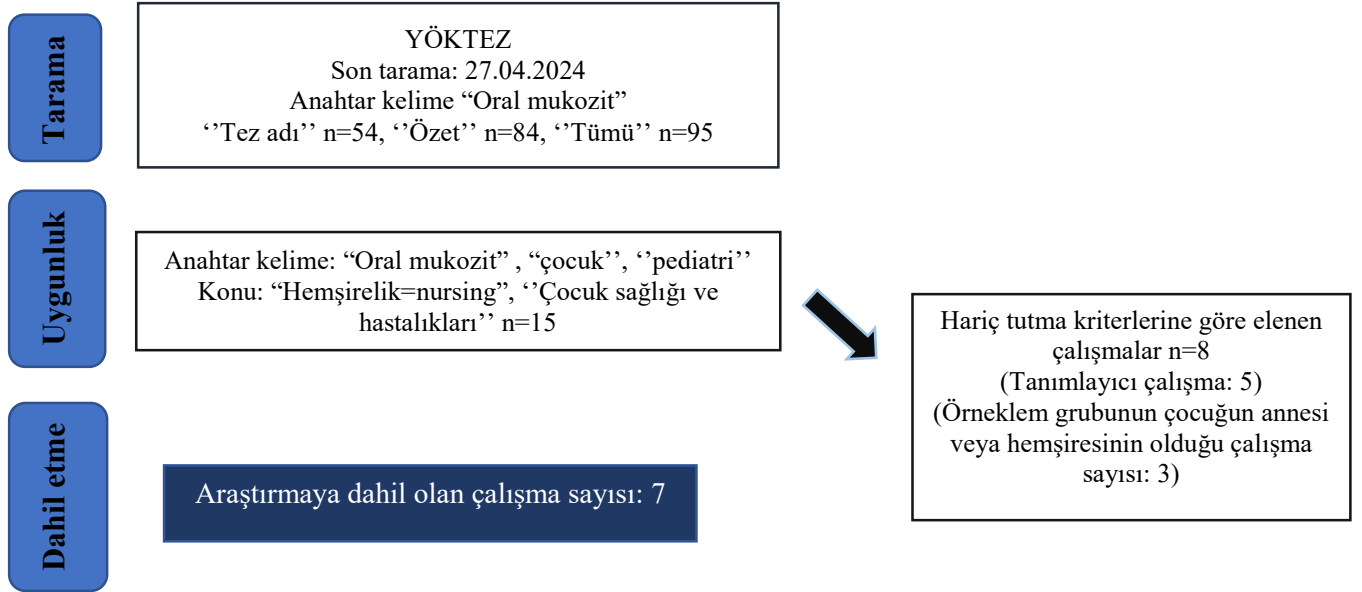 Tarama
YÖKTEZ
Son tarama: 27.04.2024
Anahtar kelime “Oral mukozit”
‘’Tez adı’’ n=54, ‘’Özet’’ n=84, ‘’Tümü’’ n=95
Uygunluk
Anahtar kelime: “Oral mukozit” , “çocuk’’, ‘’pediatri’’
Konu: “Hemşirelik=nursing”, ‘’Çocuk sağlığı ve
hastalıkları’’ n=15
Hariç tutma kriterlerine göre elenen
çalışmalar n=8
(Tanımlayıcı çalışma: 5)
(Örneklem grubunun çocuğun annesi
veya hemşiresinin olduğu çalışma
sayısı: 3)
Dahil etme
Araştırmaya dahil olan çalışma sayısı: 7